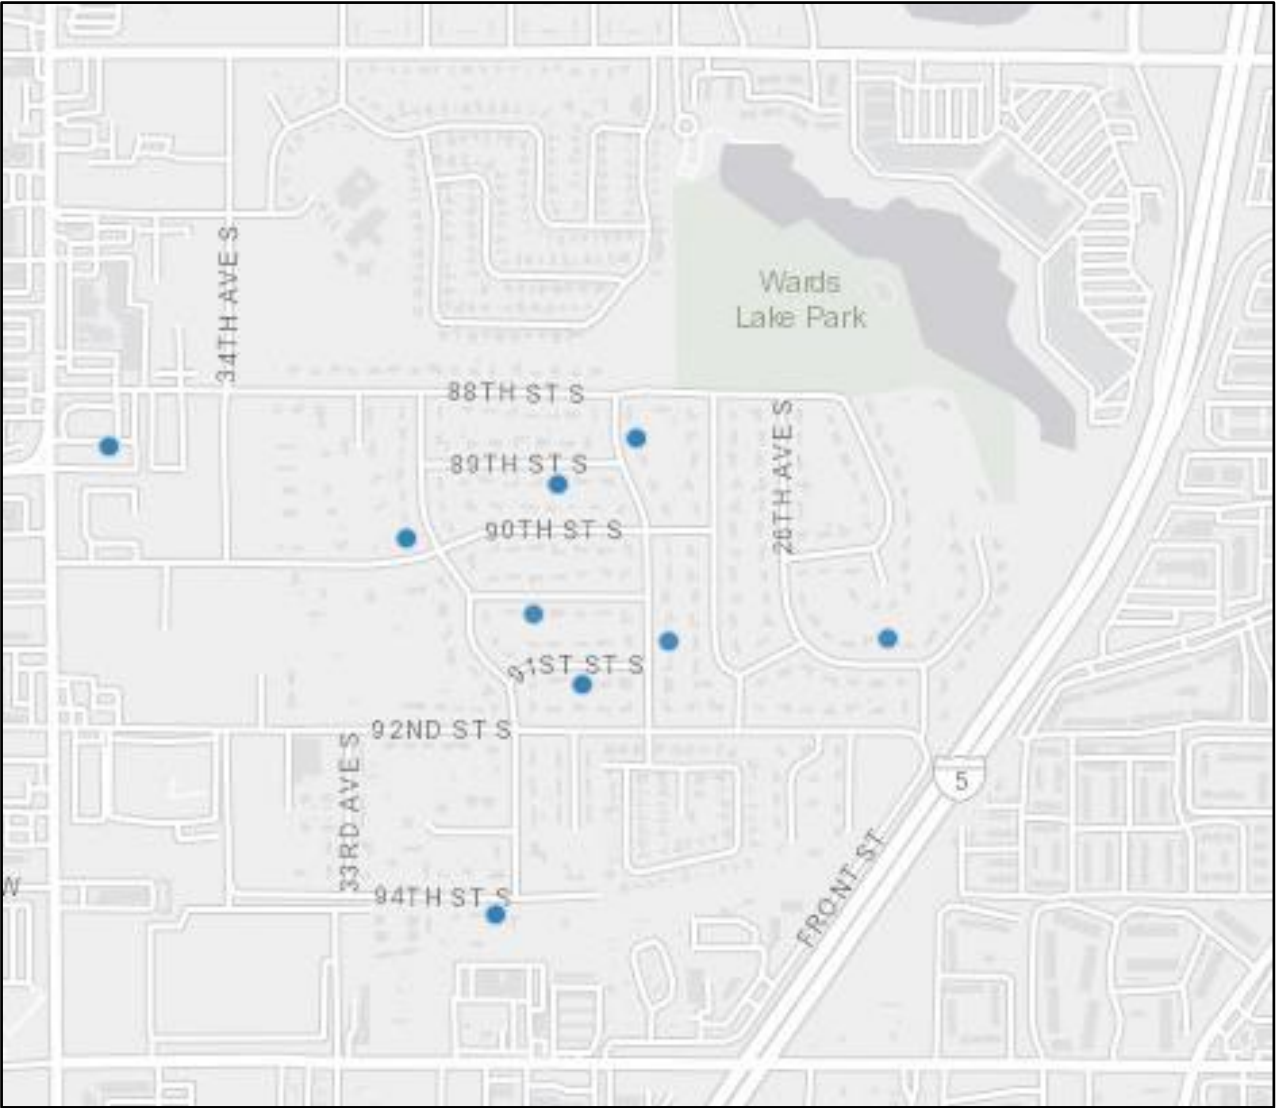 34TH AVE S
Wards
Lake Park
88TH ST S
26TH AVE S
89TH ST S
90TH ST S
91ST ST S
92ND ST S
33RD AVE S
5
FRONT ST
W
94TH ST S